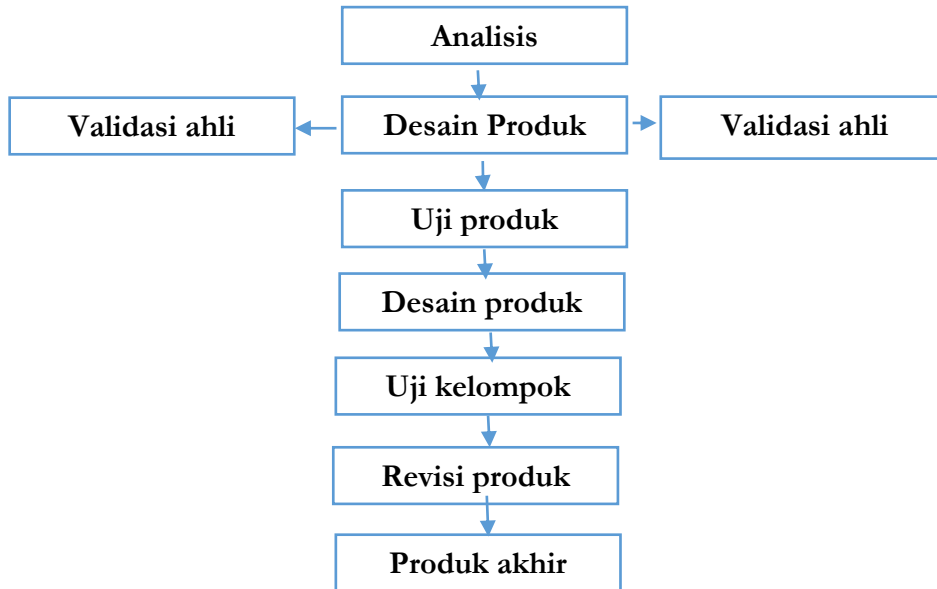 Analisis
Validasi ahli
Desain Produk
Validasi ahli
Uji produk
Desain produk
Uji kelompok
Revisi produk
Produk akhir